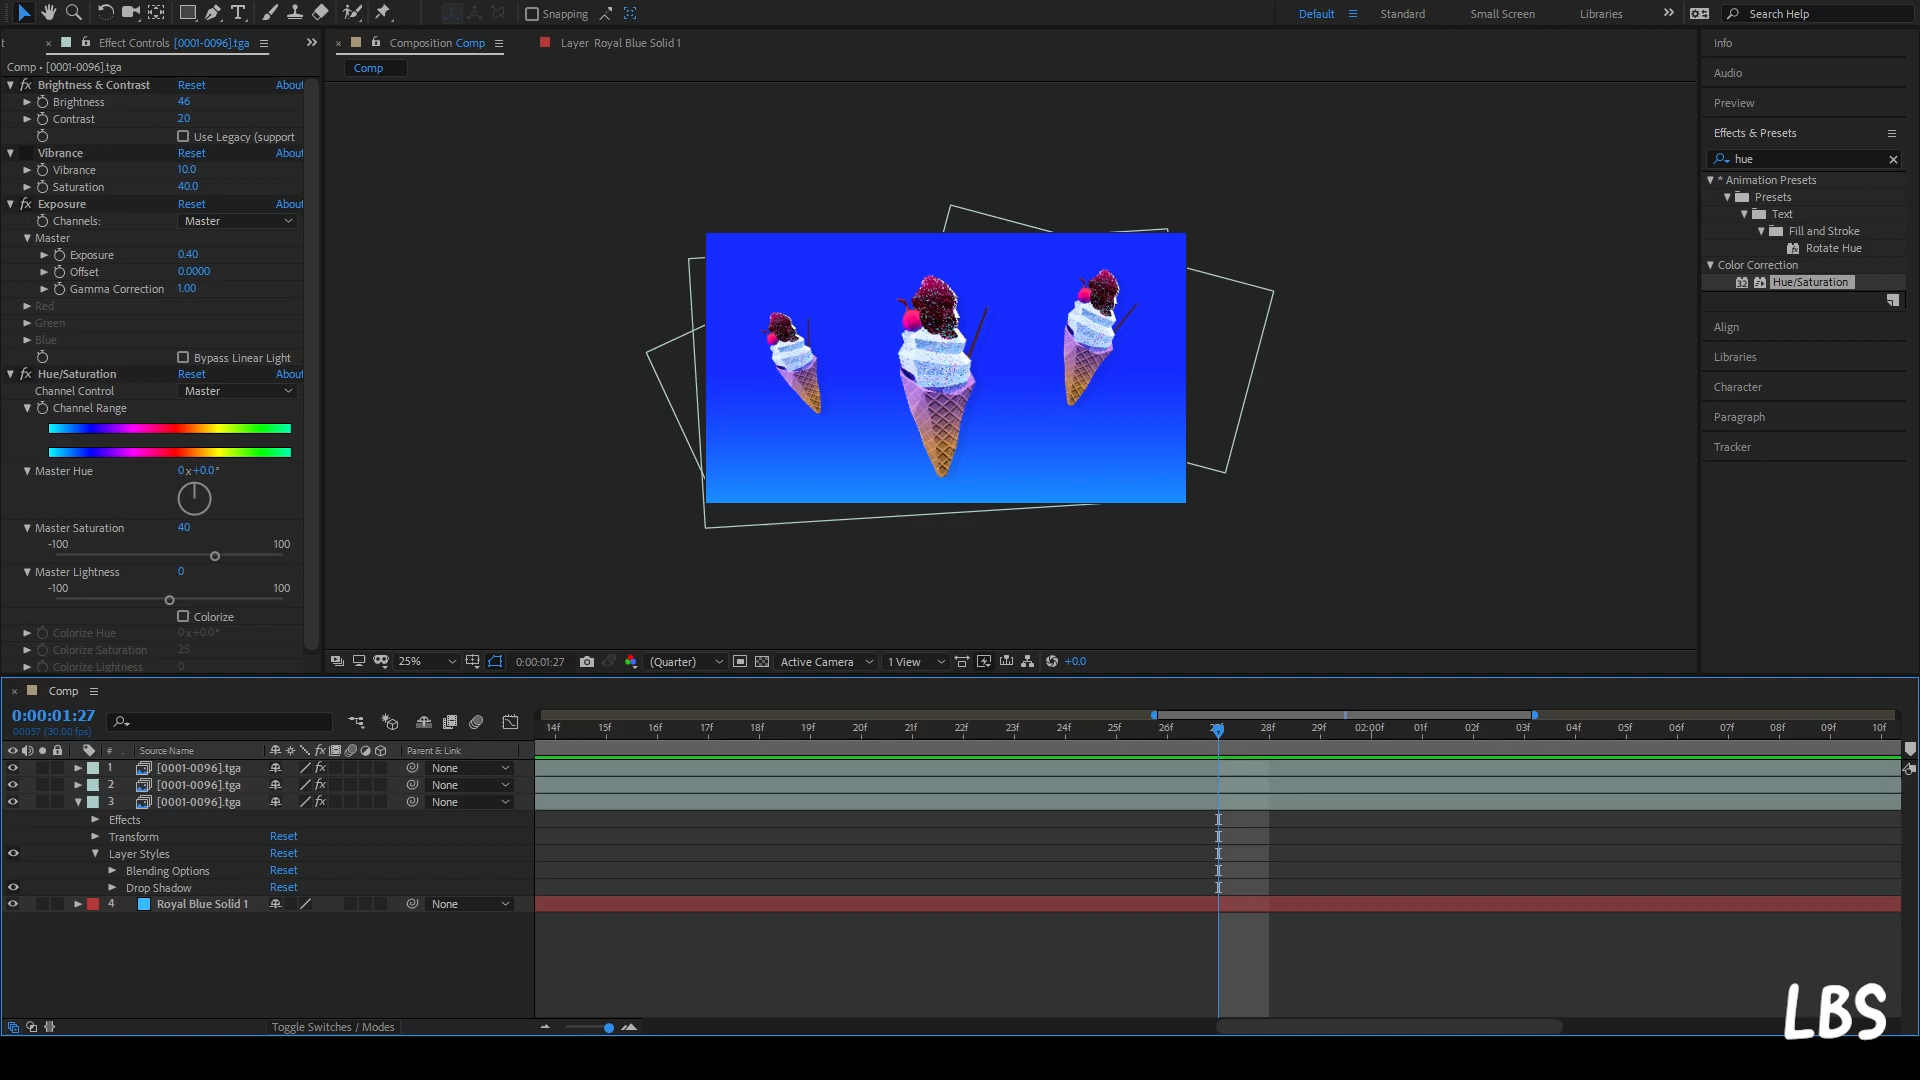 Snapping
Default
Standard
Small Screen
Libraries
Search Help
Effect Controls [0001-0096].tga
Composition Comp
Layer Royal Blue Solid 1
Comp • [0001-0096].tga
Comp
Brightness & Contrast Reset About
Brightness 46
Contrast 20
Use Legacy (support
Vibrance Reset About
Vibrance 10.0
Saturation 40.0
Exposure Reset About
Channels: Master
Master
Exposure 0.40
Offset 0.0000
Gamma Correction 1.00
Red
Green
Blue
Bypass Linear Light
Hue/Saturation Reset About
Channel Control Master
Channel Range
Master Hue 0x+0.0°
Master Saturation 40
-100 100
Master Lightness 0
-100 100
Colorize
Colorize Hue 0x+0.0°
Colorize Saturation 25
Colorize Lightness 0
25%
0:00:01:27
(Quarter)
Active Camera
1 View
+0.0
Info
Audio
Preview
Effects & Presets
hue
* Animation Presets
Presets
Text
Fill and Stroke
Rotate Hue
Color Correction
32 Hue/Saturation
Align
Libraries
Character
Paragraph
Tracker
Comp
0:00:01:27
00057 (30.00 fps)
14f 15f 16f 17f 18f 19f 20f 21f 22f 23f 24f 25f 26f 27f 28f 29f 02:00f 01f 02f 03f 04f 05f 06f 07f 08f 09f 10f
# Source Name Parent & Link
1 [0001-0096].tga None
2 [0001-0096].tga None
3 [0001-0096].tga None
Effects
Transform Reset
Layer Styles Reset
Blending Options Reset
Drop Shadow Reset
4 Royal Blue Solid 1 None
Toggle Switches / Modes
LBS